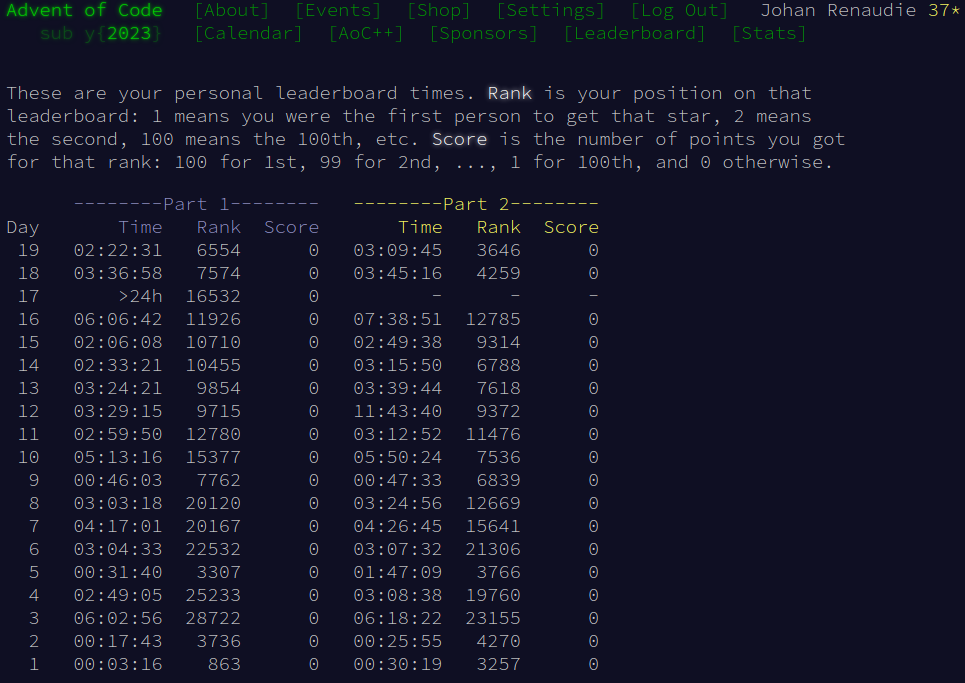 Advent of Code [About] [Events] [Shop] [Settings] [Log Out] Johan Renaudie 37*
sub y{2023} [Calendar] [AoC++] [Sponsors] [Leaderboard] [Stats]
These are your personal leaderboard times. Rank is your position on that
leaderboard: 1 means you were the first person to get that star, 2 means
the second, 100 means the 100th, etc. Score is the number of points you got
for that rank: 100 for 1st, 99 for 2nd, ..., 1 for 100th, and 0 otherwise.
--------Part 1-------- --------Part 2--------
Day Time Rank Score Time Rank Score
19 02:22:31 6554 0 03:09:45 3646 0
18 03:36:58 7574 0 03:45:16 4259 0
17 >24h 16532 0 - - -
16 06:06:42 11926 0 07:38:51 12785 0
15 02:06:08 10710 0 02:49:38 9314 0
14 02:33:21 10455 0 03:15:50 6788 0
13 03:24:21 9854 0 03:39:44 7618 0
12 03:29:15 9715 0 11:43:40 9372 0
11 02:59:50 12780 0 03:12:52 11476 0
10 05:13:16 15377 0 05:50:24 7536 0
9 00:46:03 7762 0 00:47:33 6839 0
8 03:03:18 20120 0 03:24:56 12669 0
7 04:17:01 20167 0 04:26:45 15641 0
6 03:04:33 22532 0 03:07:32 21306 0
5 00:31:40 3307 0 01:47:09 3766 0
4 02:49:05 25233 0 03:08:38 19760 0
3 06:02:56 28722 0 06:18:22 23155 0
2 00:17:43 3736 0 00:25:55 4270 0
1 00:03:16 863 0 00:30:19 3257 0